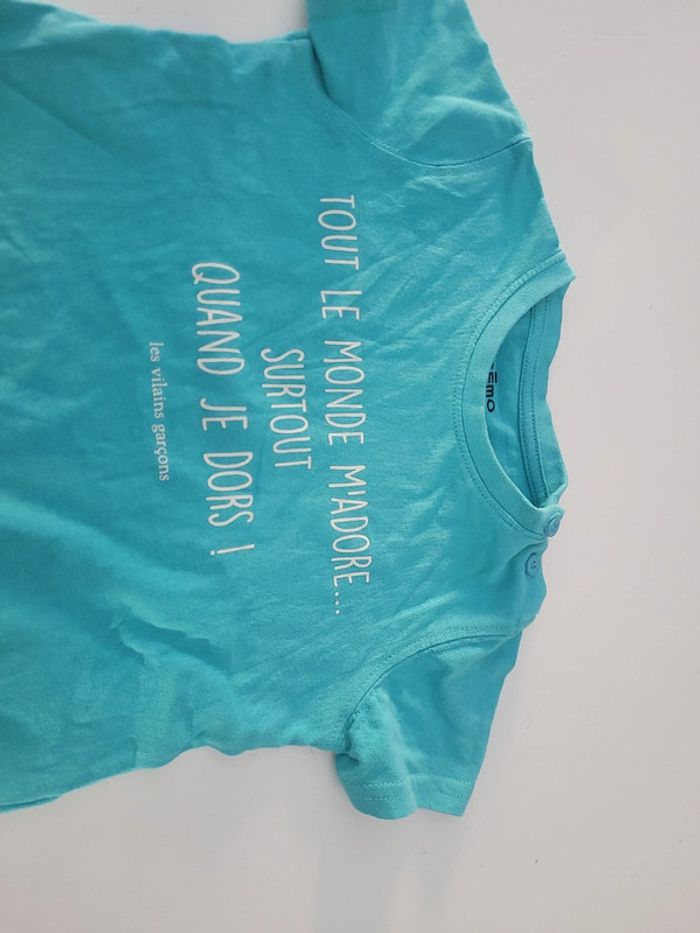 TOUT LE MONDE M'ADORE...
SURTOUT
QUAND JE DORS !
les vilains garçons